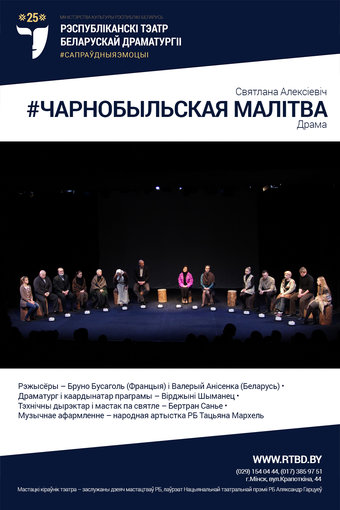 25
МІНІСТЭРСТВА КУЛЬТУРЫ РЭСПУБЛІКІ БЕЛАРУСЬ
РЭСПУБЛІКАНСКІ ТЭАТР
БЕЛАРУСКАЙ ДРАМАТУРГІІ
#САПРАЎДНЫЯЭМОЦЫІ
Святлана Алексіевіч
#ЧАРНОБЫЛЬСКАЯ МАЛІТВА
Драма
Рэжысёры – Бруно Бусаголь (Францыя) і Валерый Анісенка (Беларусь) •
Драматург і каардынатар праграмы – Вірджыні Шыманец •
Тэхнічны дырэктар і мастак па святле – Бертран Санье •
Музычнае афармленне – народная артыстка РБ Тацьяна Мархель
WWW.RTBD.BY
(029) 154 04 44, (017) 385 97 51
г.Мінск, вул.Крапоткіна, 44
Мастацкі кіраўнік тэатра – заслужаны дзеяч мастацтваў РБ, лаўрэат Нацыянальнай тэатральнай прэміі РБ Аляксандр Гарцуеў